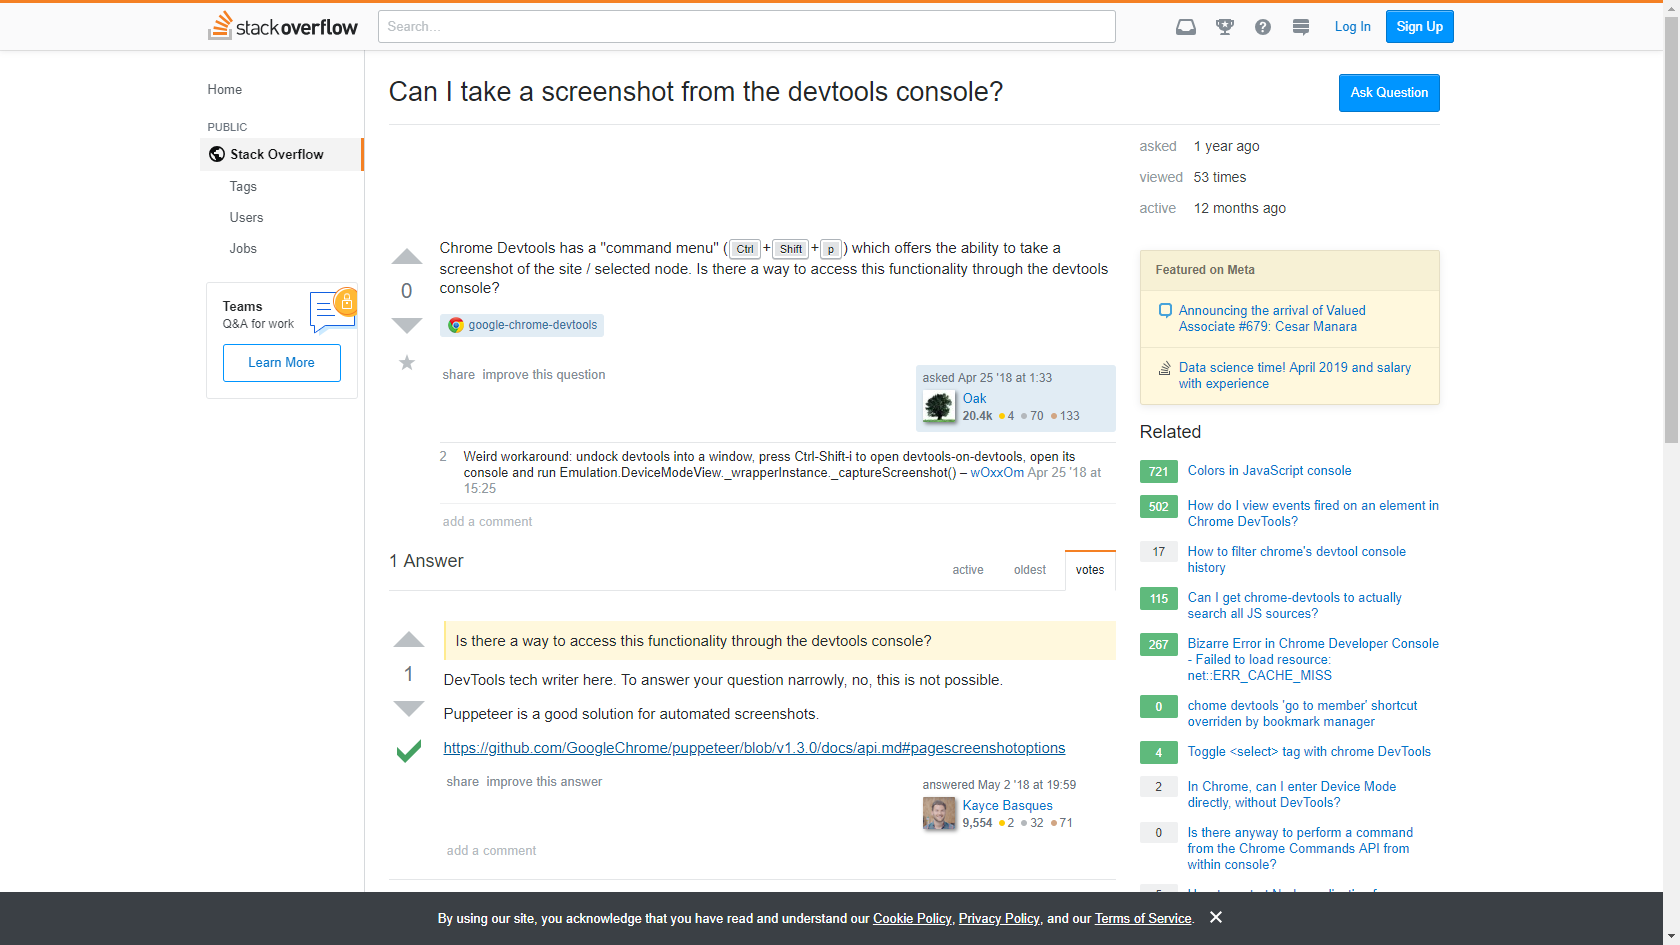 stackoverflow
Search...
Log In
Sign Up
Home
PUBLIC
Stack Overflow
Tags
Users
Jobs
Teams
Q&A for work
Learn More
Can I take a screenshot from the devtools console?
Ask Question
asked 1 year ago
viewed 53 times
active 12 months ago
0
Chrome Devtools has a "command menu" (Ctrl+Shift+p) which offers the ability to take a
screenshot of the site / selected node. Is there a way to access this functionality through the devtools
console?
google-chrome-devtools
share improve this question
asked Apr 25 '18 at 1:33
Oak
20.4k 4 70 133
2
Weird workaround: undock devtools into a window, press Ctrl-Shift-i to open devtools-on-devtools, open its
console and run Emulation.DeviceModeView._wrapperInstance._captureScreenshot() – wOxxOm Apr 25 '18 at
15:25
add a comment
1 Answer
active
oldest
votes
1
Is there a way to access this functionality through the devtools console?
DevTools tech writer here. To answer your question narrowly, no, this is not possible.
Puppeteer is a good solution for automated screenshots.
https://github.com/GoogleChrome/puppeteer/blob/v1.3.0/docs/api.md#pagescreenshotoptions
share improve this answer
answered May 2 '18 at 19:59
Kayce Basques
9,554 2 32 71
add a comment
Featured on Meta
Announcing the arrival of Valued
Associate #679: Cesar Manara
Data science time! April 2019 and salary
with experience
Related
721 Colors in JavaScript console
502 How do I view events fired on an element in
Chrome DevTools?
17 How to filter chrome's devtool console
history
115 Can I get chrome-devtools to actually
search all JS sources?
267 Bizarre Error in Chrome Developer Console
- Failed to load resource:
net::ERR_CACHE_MISS
0 chome devtools 'go to member' shortcut
overriden by bookmark manager
4 Toggle <select> tag with chrome DevTools
2 In Chrome, can I enter Device Mode
directly, without DevTools?
0 Is there anyway to perform a command
from the Chrome Commands API from
within console?
By using our site, you acknowledge that you have read and understand our Cookie Policy, Privacy Policy, and our Terms of Service.